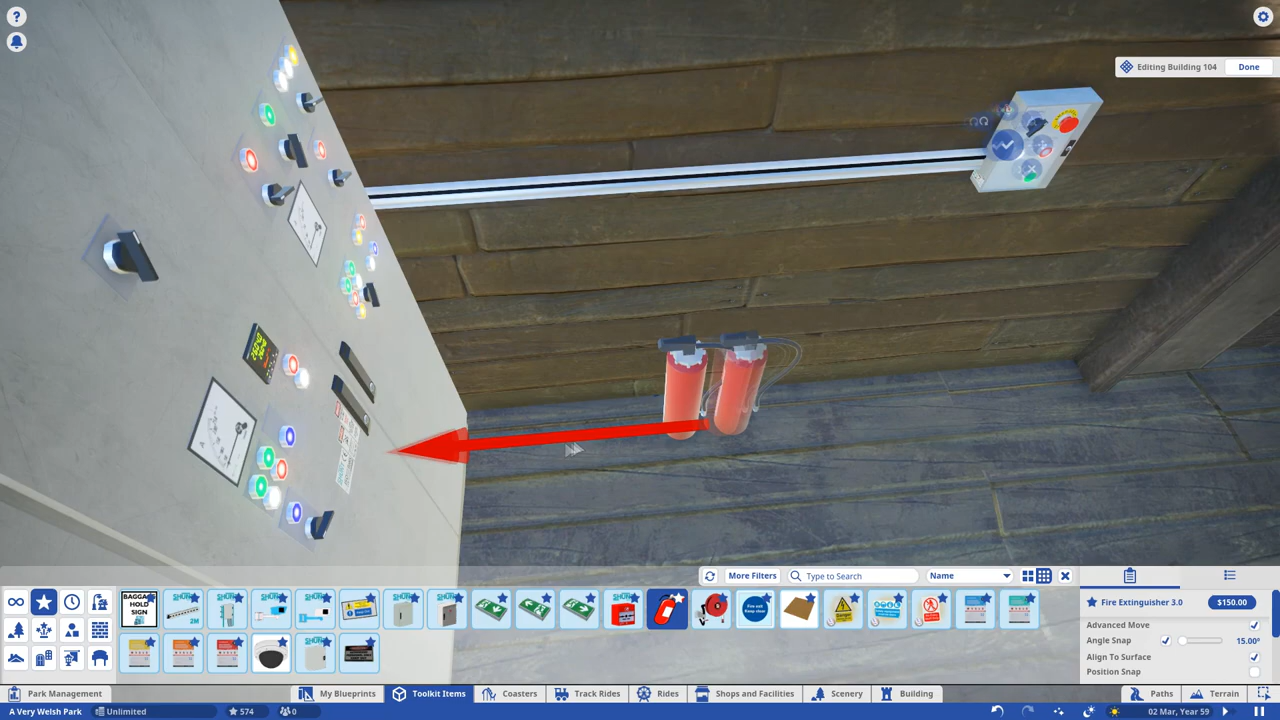 ?
Editing Building 104
Done
More Filters
Type to Search
Name
BAGGAGE
HOLD
SIGN
2M
Fire Extinguisher 3.0
$150.00
Advanced Move
Angle Snap
15.00°
Align To Surface
Position Snap
Park Management
My Blueprints
Toolkit Items
Coasters
Track Rides
Rides
Shops and Facilities
Scenery
Building
Paths
Terrain
A Very Welsh Park
Unlimited
574
0
02 Mar, Year 59